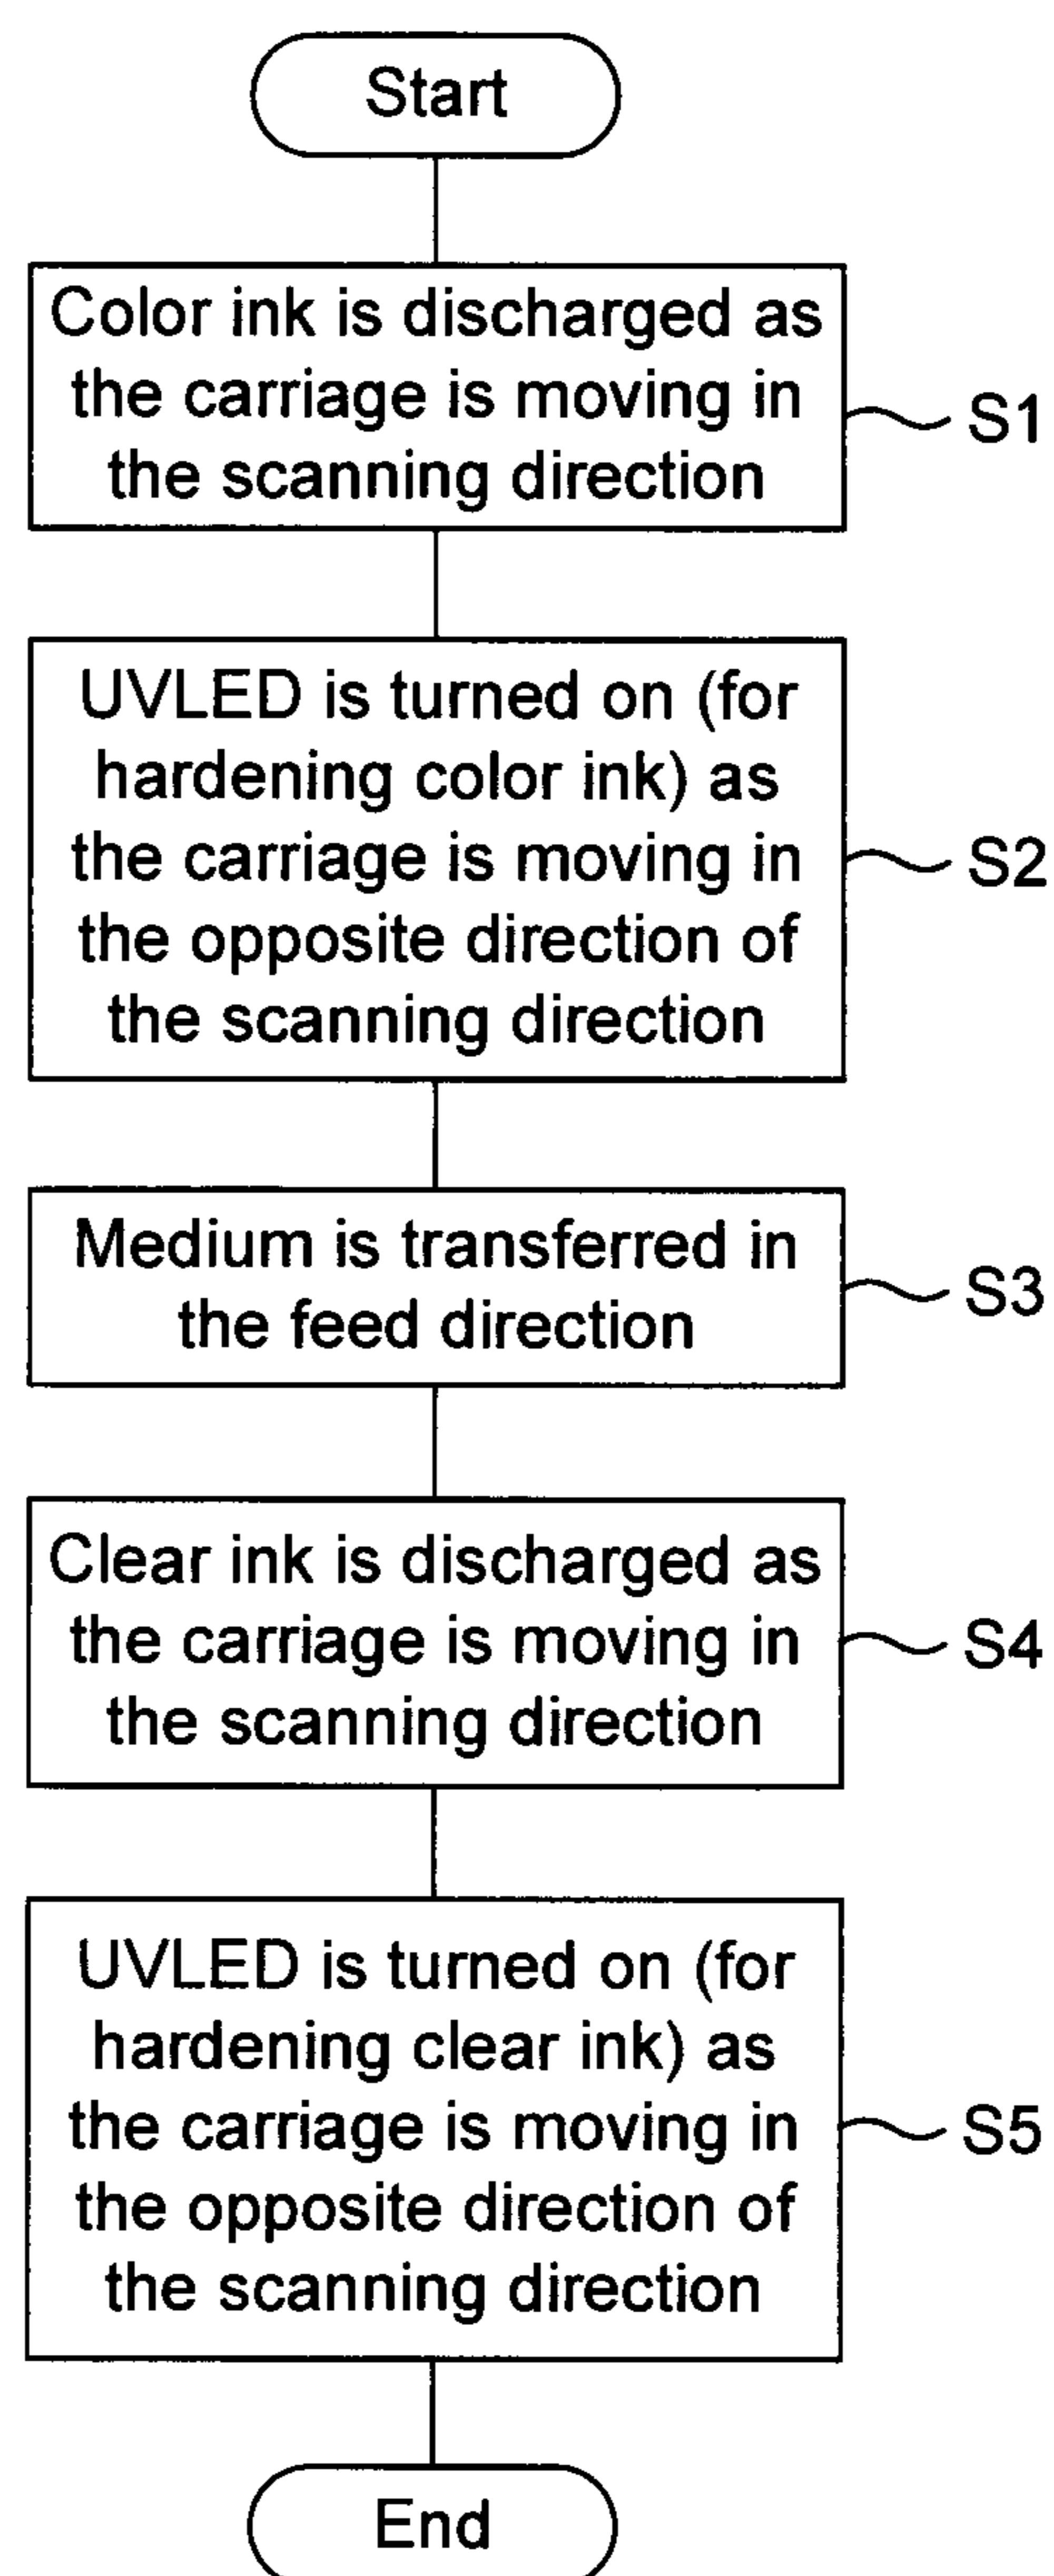 Start
Color ink is discharged as
the carriage is moving in
the scanning direction
S1
UVLED is turned on (for
hardening color ink) as
the carriage is moving in
the opposite direction of
the scanning direction
S2
Medium is transferred in
the feed direction
S3
Clear ink is discharged as
the carriage is moving in
the scanning direction
S4
UVLED is turned on (for
hardening clear ink) as
the carriage is moving in
the opposite direction of
the scanning direction
S5
End